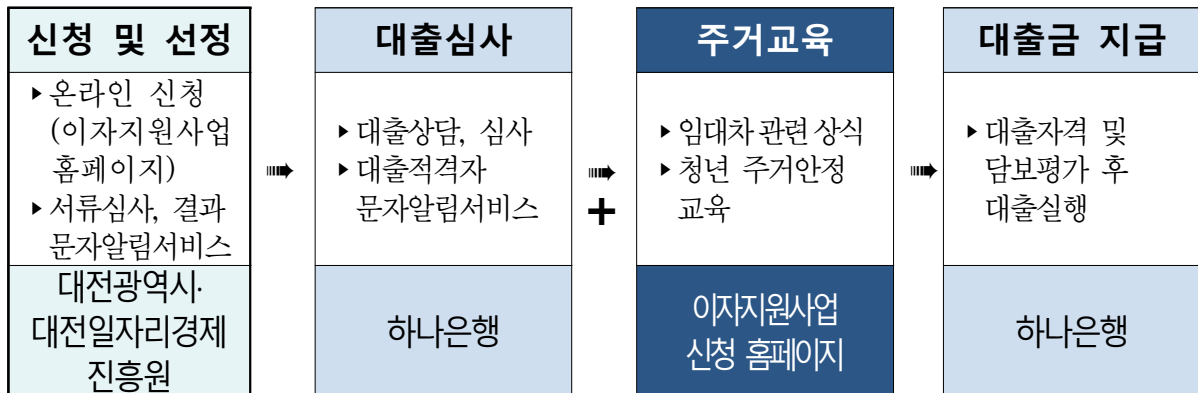 신청 및 선정
▸온라인 신청
(이자지원사업
홈페이지)
▸서류심사, 결과
문자알림서비스
대전광역시·
대전일자리경제
진흥원
➠
대출심사
▸대출상담, 심사
▸대출적격자
문자알림서비스
하나은행
➠
+
주거교육
▸임대차 관련 상식
▸청년 주거안정
교육
이자지원사업
신청 홈페이지
➠
대출금 지급
▸대출자격 및
담보평가 후
대출실행
하나은행